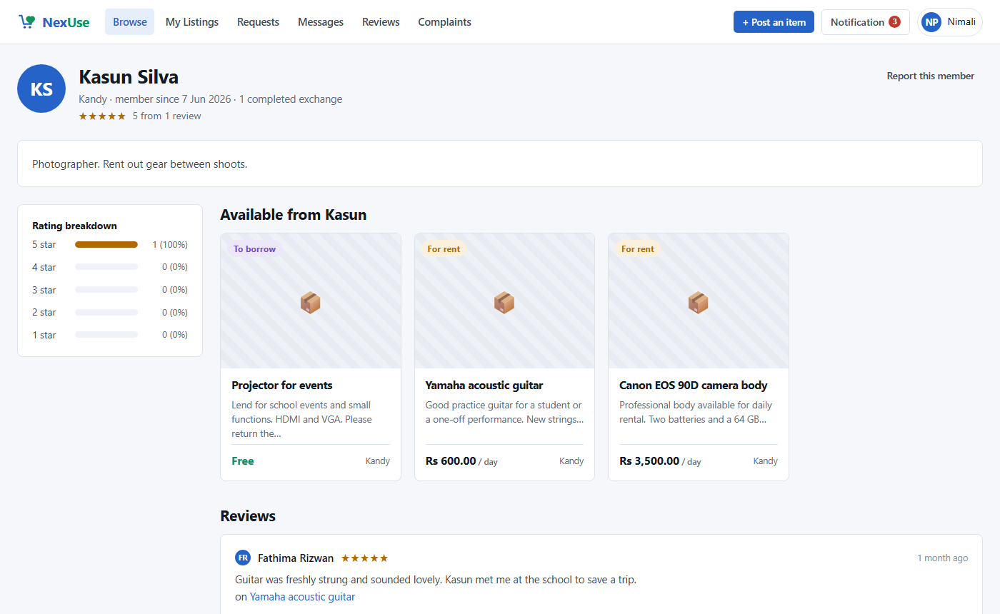 NexUse
Browse
My Listings
Requests
Messages
Reviews
Complaints
+ Post an item
Notification 3
NP Nimali
KS
Kasun Silva
Kandy · member since 7 Jun 2026 · 1 completed exchange
★★★★★ 5 from 1 review
Report this member
Photographer. Rent out gear between shoots.
Rating breakdown
5 star 1 (100%)
4 star 0 (0%)
3 star 0 (0%)
2 star 0 (0%)
1 star 0 (0%)
Available from Kasun
To borrow
Projector for events
Lend for school events and small
functions. HDMI and VGA. Please
return the...
Free Kandy
For rent
Yamaha acoustic guitar
Good practice guitar for a student or
a one-off performance. New strings...
Rs 600.00 / day Kandy
For rent
Canon EOS 90D camera body
Professional body available for daily
rental. Two batteries and a 64 GB...
Rs 3,500.00 / day Kandy
Reviews
FR Fathima Rizwan ★★★★★ 1 month ago
Guitar was freshly strung and sounded lovely. Kasun met me at the school to save a trip.
on Yamaha acoustic guitar